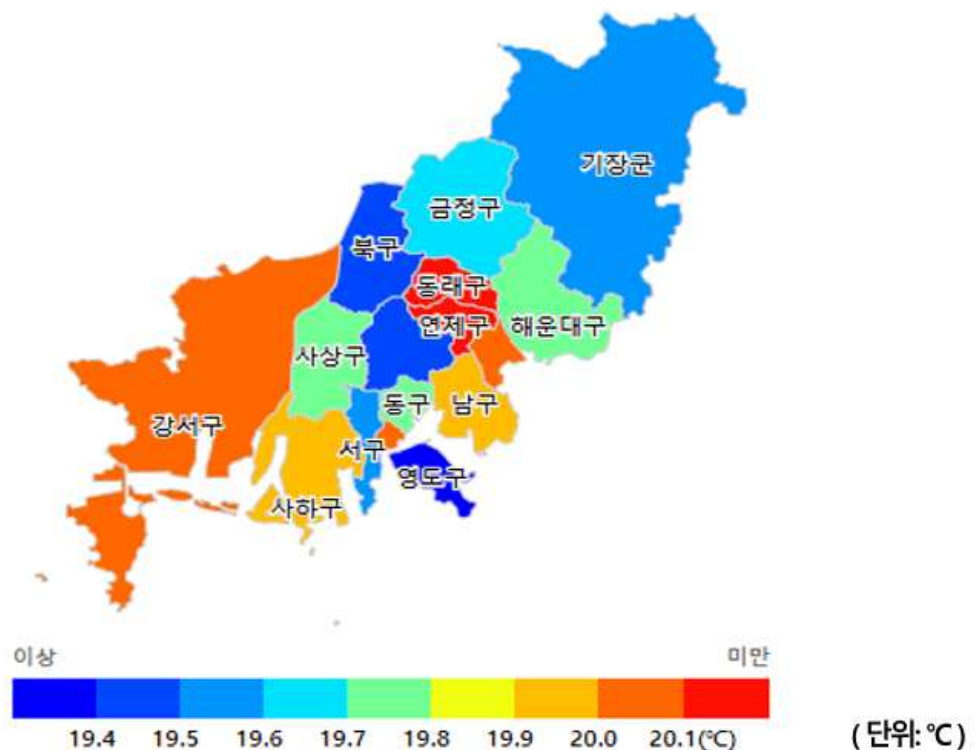 기장군
금정구
북구
동래구
연제구
해운대구
사상구
동구
남구
강서구
서구
영도구
사하구
이상 미만
19.4 19.5 19.6 19.7 19.8 19.9 20.0 20.1(℃)
(단위: ℃)